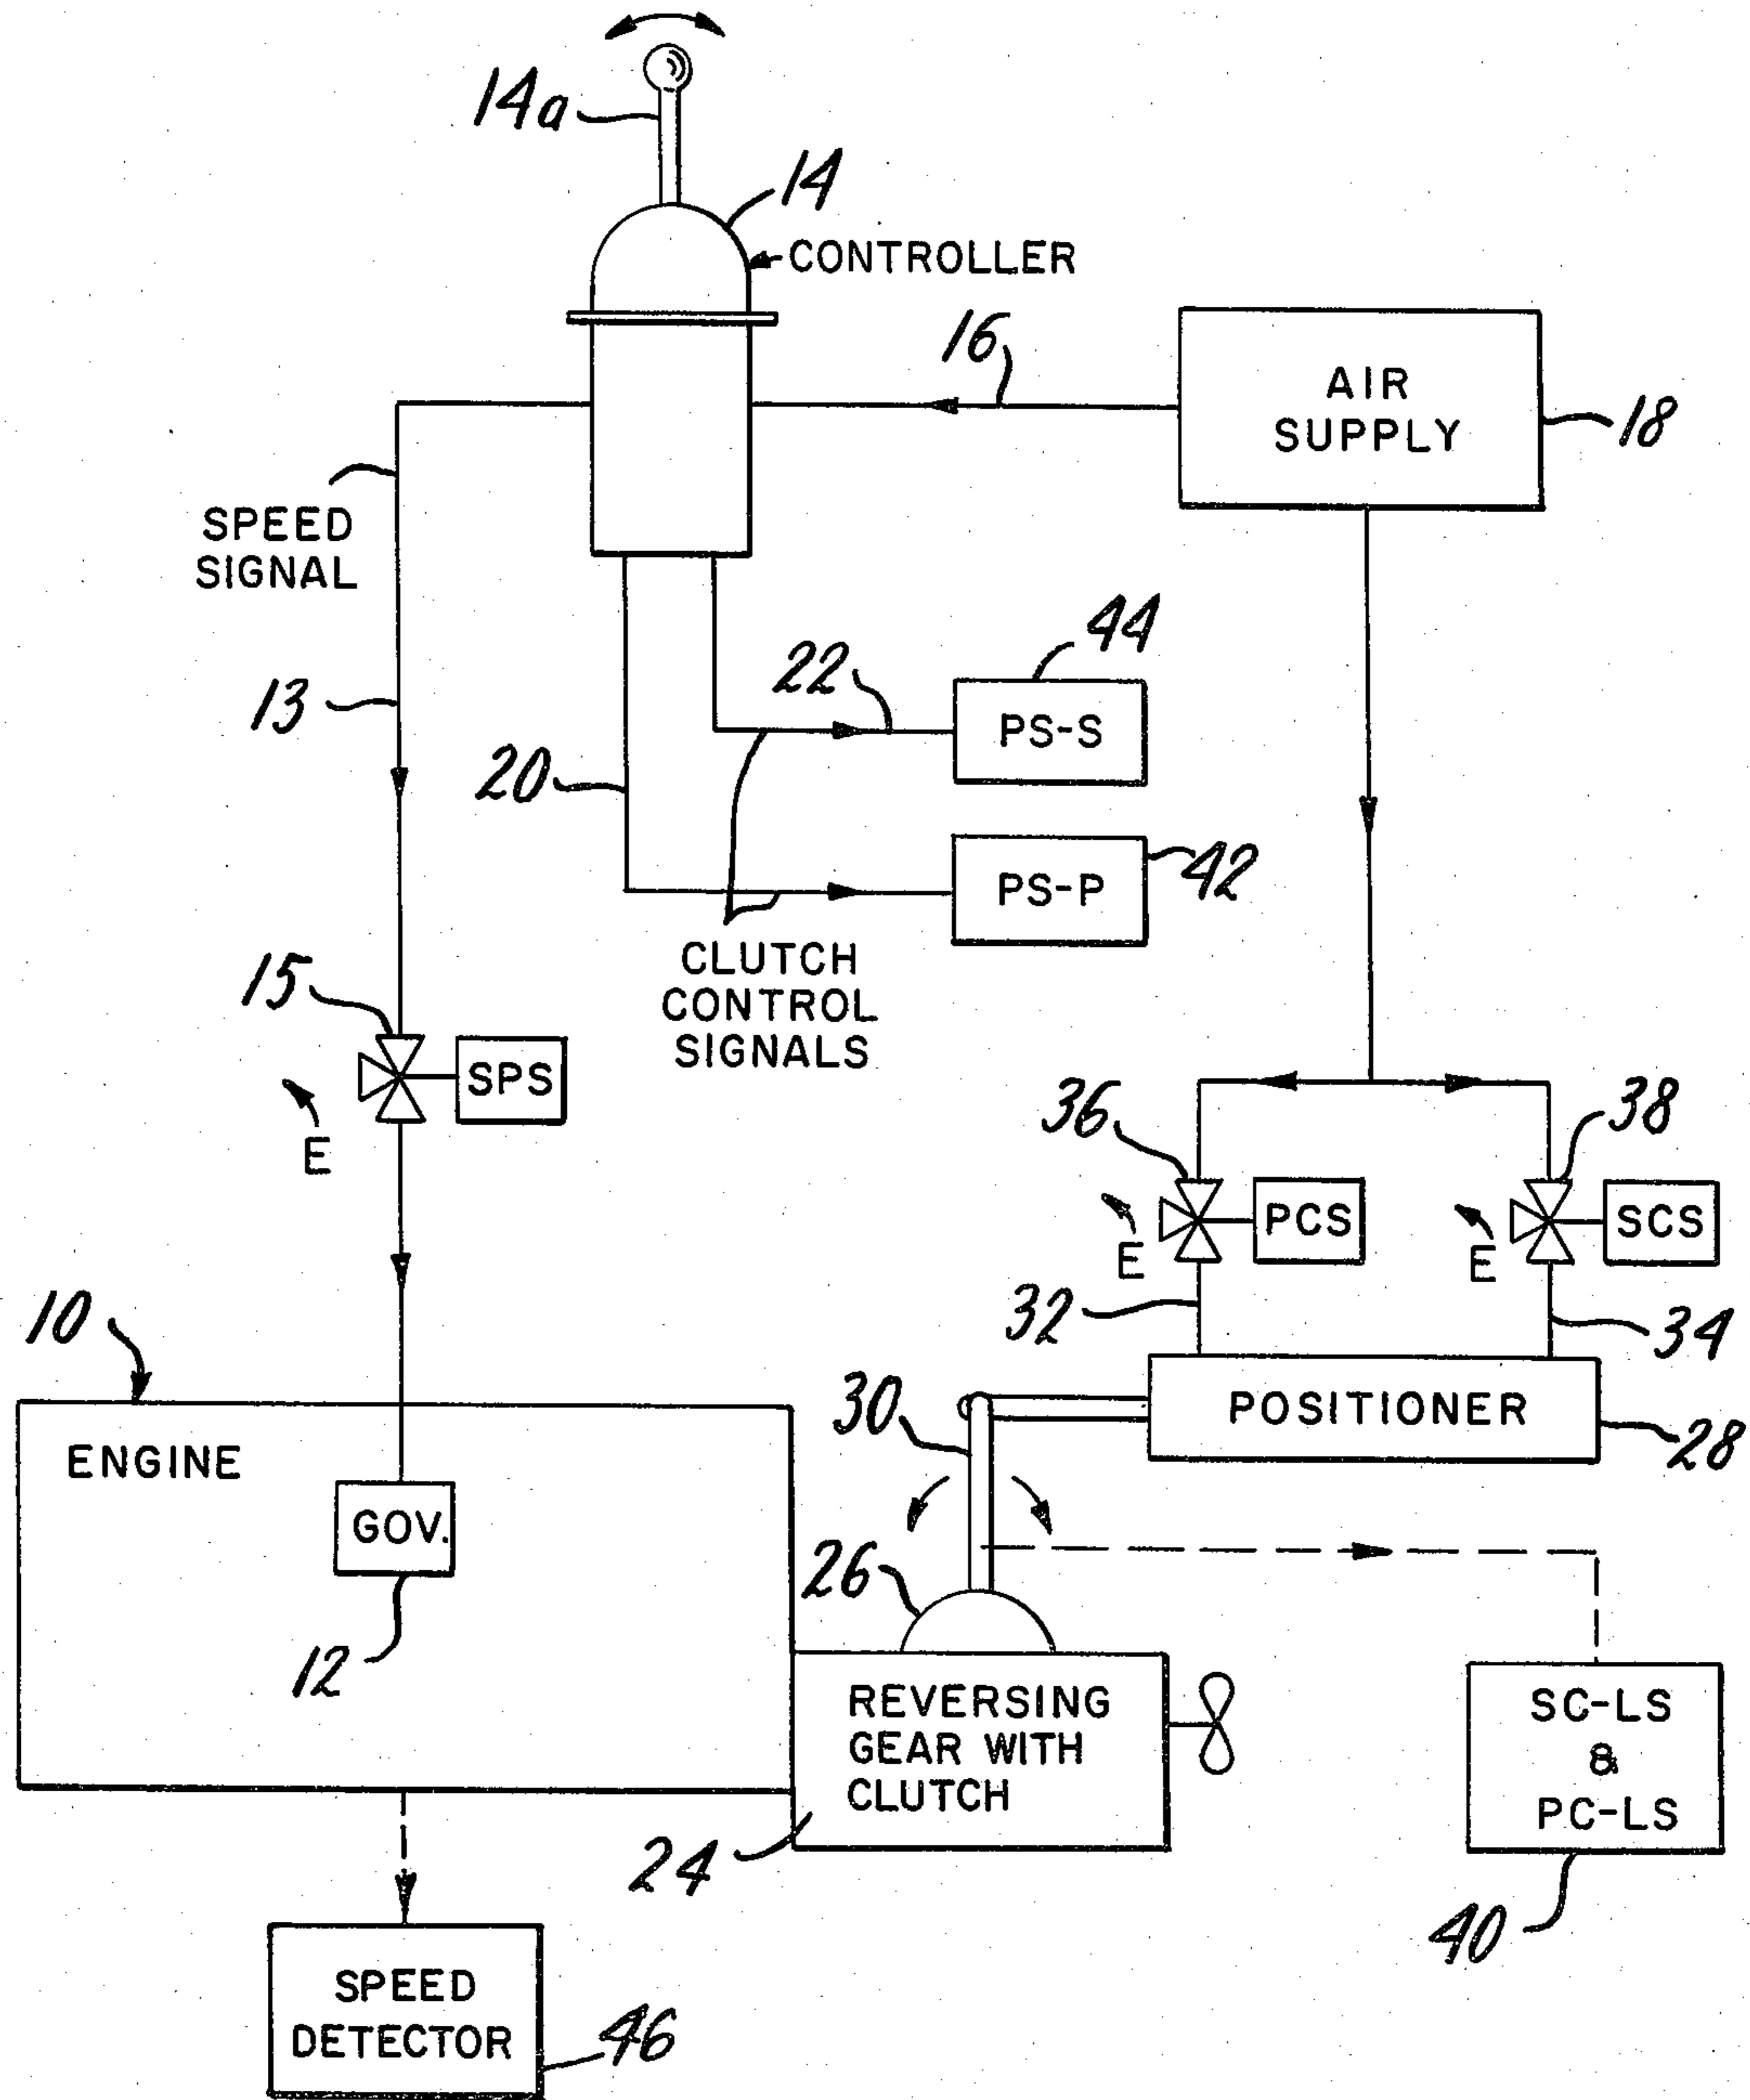 14a
14
CONTROLLER
16
AIR
SUPPLY
18
SPEED
SIGNAL
13
22
44
PS-S
20
PS-P
42
CLUTCH
CONTROL
SIGNALS
15
SPS
E
36
38
PCS
E
SCS
E
32
34
10
ENGINE
GOV.
12
30
POSITIONER
28
26
REVERSING
GEAR WITH
CLUTCH
24
SC-LS
&
PC-LS
40
SPEED
DETECTOR
46